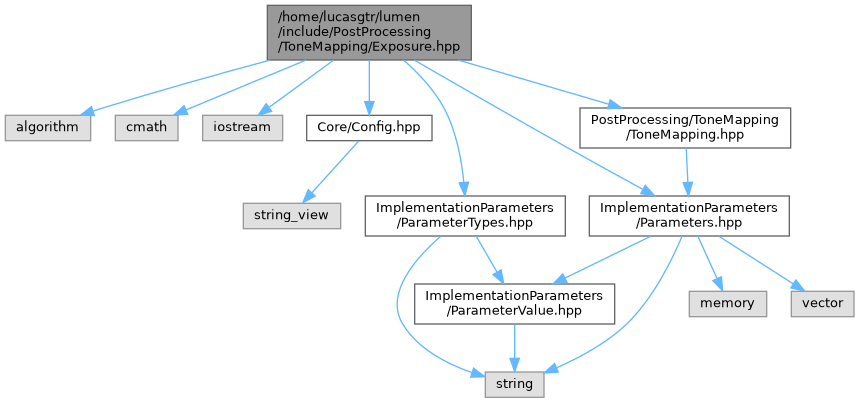 /home/lucasgtr/lumen
/include/PostProcessing
/ToneMapping/Exposure.hpp
algorithm
cmath
iostream
Core/Config.hpp
PostProcessing/ToneMapping
/ToneMapping.hpp
string_view
ImplementationParameters
/ParameterTypes.hpp
ImplementationParameters
/Parameters.hpp
ImplementationParameters
/ParameterValue.hpp
memory
vector
string